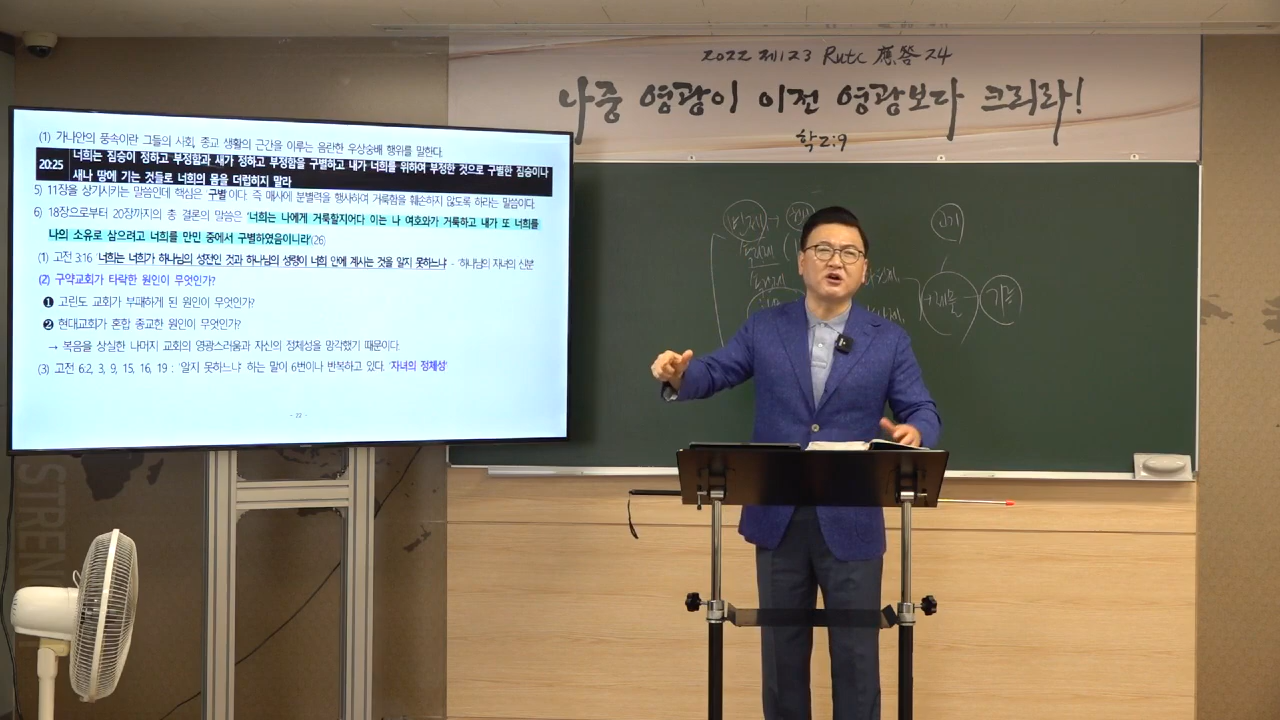 2022 제123 Rutc 應答 24
나중 영광이 이전 영광보다 크리라!
학2:9
(1) 가나안의 풍속이란 그들의 사회, 종교 생활의 근간을 이루는 음란한 우상숭배 행위를 말한다.
20:25 너희는 짐승이 정하고 부정함과 새가 정하고 부정함을 구별하고 내가 너희를 위하여 부정한 것으로 구별한 짐승이나
새나 땅에 기는 것들로 너희의 몸을 더럽히지 말라
5) 11장을 상기시키는 말씀인데 핵심은 '구별'이다. 즉 매사에 분별력을 행사하여 거룩함을 훼손하지 않도록 하라는 말씀이다.
6) 18장으로부터 20장까지의 총 결론의 말씀은 '너희는 나에게 거룩할지어다 이는 나 여호와가 거룩하고 내가 또 너희를
나의 소유로 삼으려고 너희를 만민 중에서 구별하였음이니라'(26)
(1) 고전 3:16 '너희는 너희가 하나님의 성전인 것과 하나님의 성령이 너희 안에 계시는 것을 알지 못하느냐 - '하나님의 자녀의 신분'
(2) 구약교회가 타락한 원인이 무엇인가?
❶ 고린도 교회가 부패하게 된 원인이 무엇인가?
❷ 현대교회가 혼합 종교한 원인이 무엇인가?
→ 복음을 상실한 나머지 교회의 영광스러움과 자신의 정체성을 망각했기 때문이다.
(3) 고전 6:2, 3, 9, 15, 16, 19 : '알지 못하느냐' 하는 말이 6번이나 반복하고 있다. '자녀의 정체성'
- 22 -
번제
제물
STREN